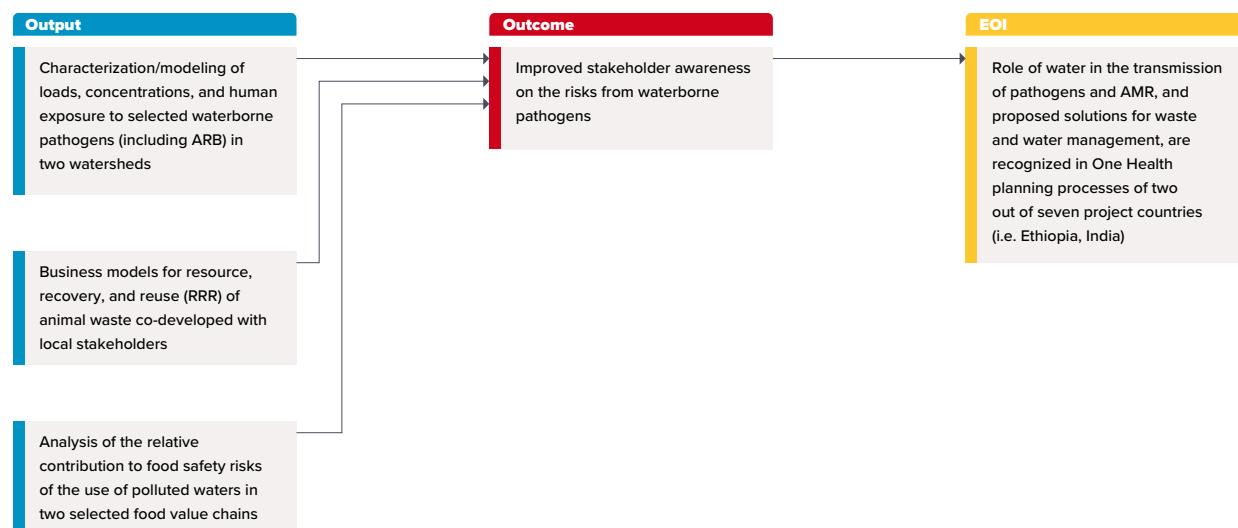 Output
Outcome
EOI
Characterization/modeling of
loads, concentrations, and human
exposure to selected waterborne
pathogens (including ARB) in
two watersheds
Improved stakeholder awareness
on the risks from waterborne
pathogens
Role of water in the transmission
of pathogens and AMR, and
proposed solutions for waste
and water management, are
recognized in One Health
planning processes of two
out of seven project countries
(i.e. Ethiopia, India)
Business models for resource,
recovery, and reuse (RRR) of
animal waste co-developed with
local stakeholders
Analysis of the relative
contribution to food safety risks
of the use of polluted waters in
two selected food value chains